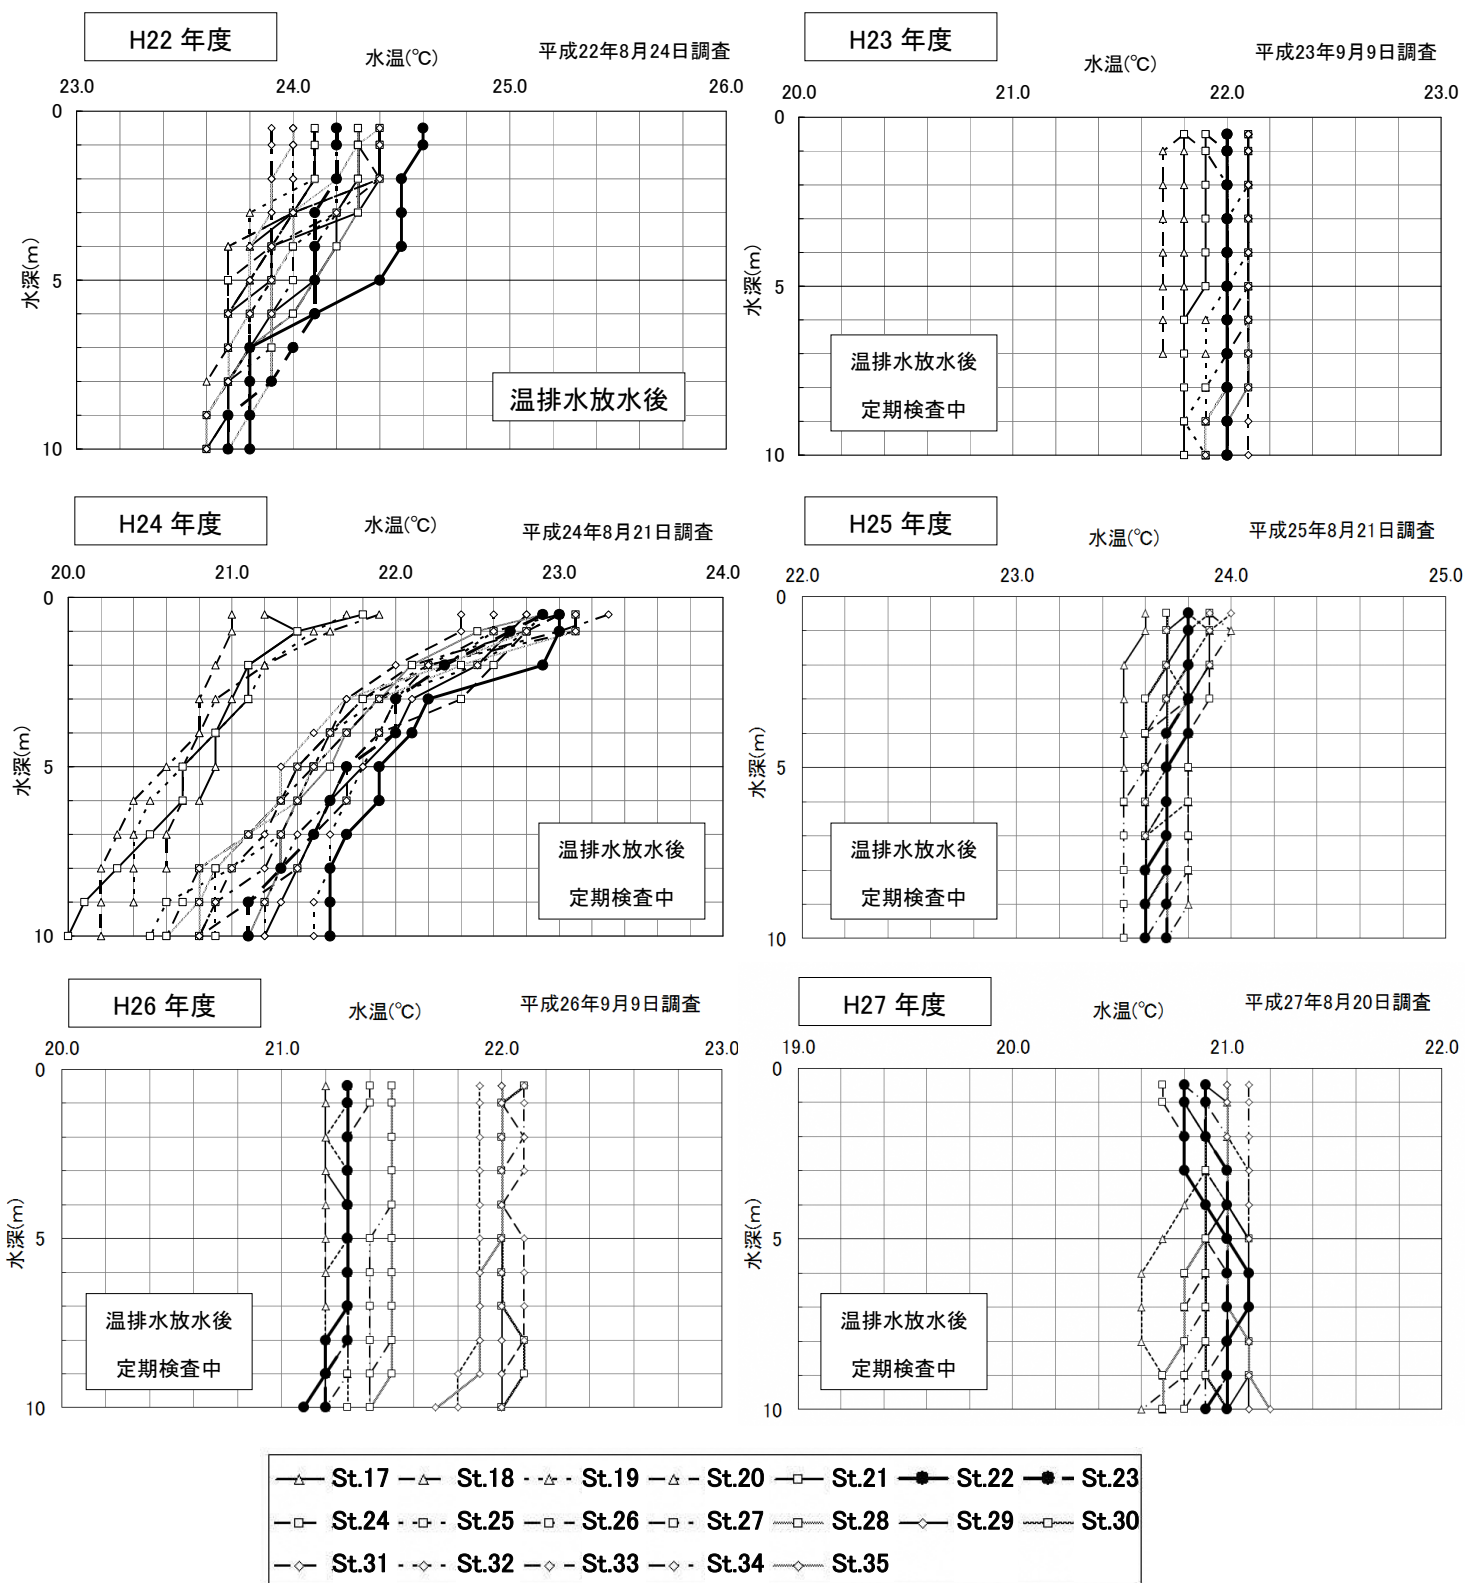 H22 年度
水温(℃)
平成22年8月24日調査
23.0 24.0 25.0 26.0
0
5
10
水深(m)
温排水放水後
H23 年度
水温(℃)
平成23年9月9日調査
20.0 21.0 22.0 23.0
0
5
10
水深(m)
温排水放水後
定期検査中
H24 年度
水温(℃)
平成24年8月21日調査
20.0 21.0 22.0 23.0 24.0
0
5
10
水深(m)
温排水放水後
定期検査中
H25 年度
水温(℃)
平成25年8月21日調査
22.0 23.0 24.0 25.0
0
5
10
水深(m)
温排水放水後
定期検査中
H26 年度
水温(℃)
平成26年9月9日調査
20.0 21.0 22.0 23.0
0
5
10
水深(m)
温排水放水後
定期検査中
H27 年度
水温(℃)
平成27年8月20日調査
19.0 20.0 21.0 22.0
0
5
10
水深(m)
温排水放水後
定期検査中
St.17 St.18 St.19 St.20 St.21 St.22 St.23
St.24 St.25 St.26 St.27 St.28 St.29 St.30
St.31 St.32 St.33 St.34 St.35